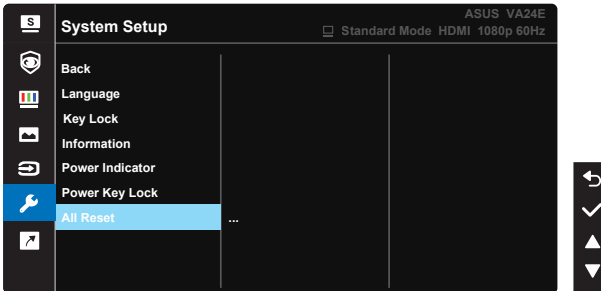 S
System Setup
ASUS VA24E
Standard Mode HDMI 1080p 60Hz
Back
Language
Key Lock
Information
Power Indicator
Power Key Lock
All Reset
...